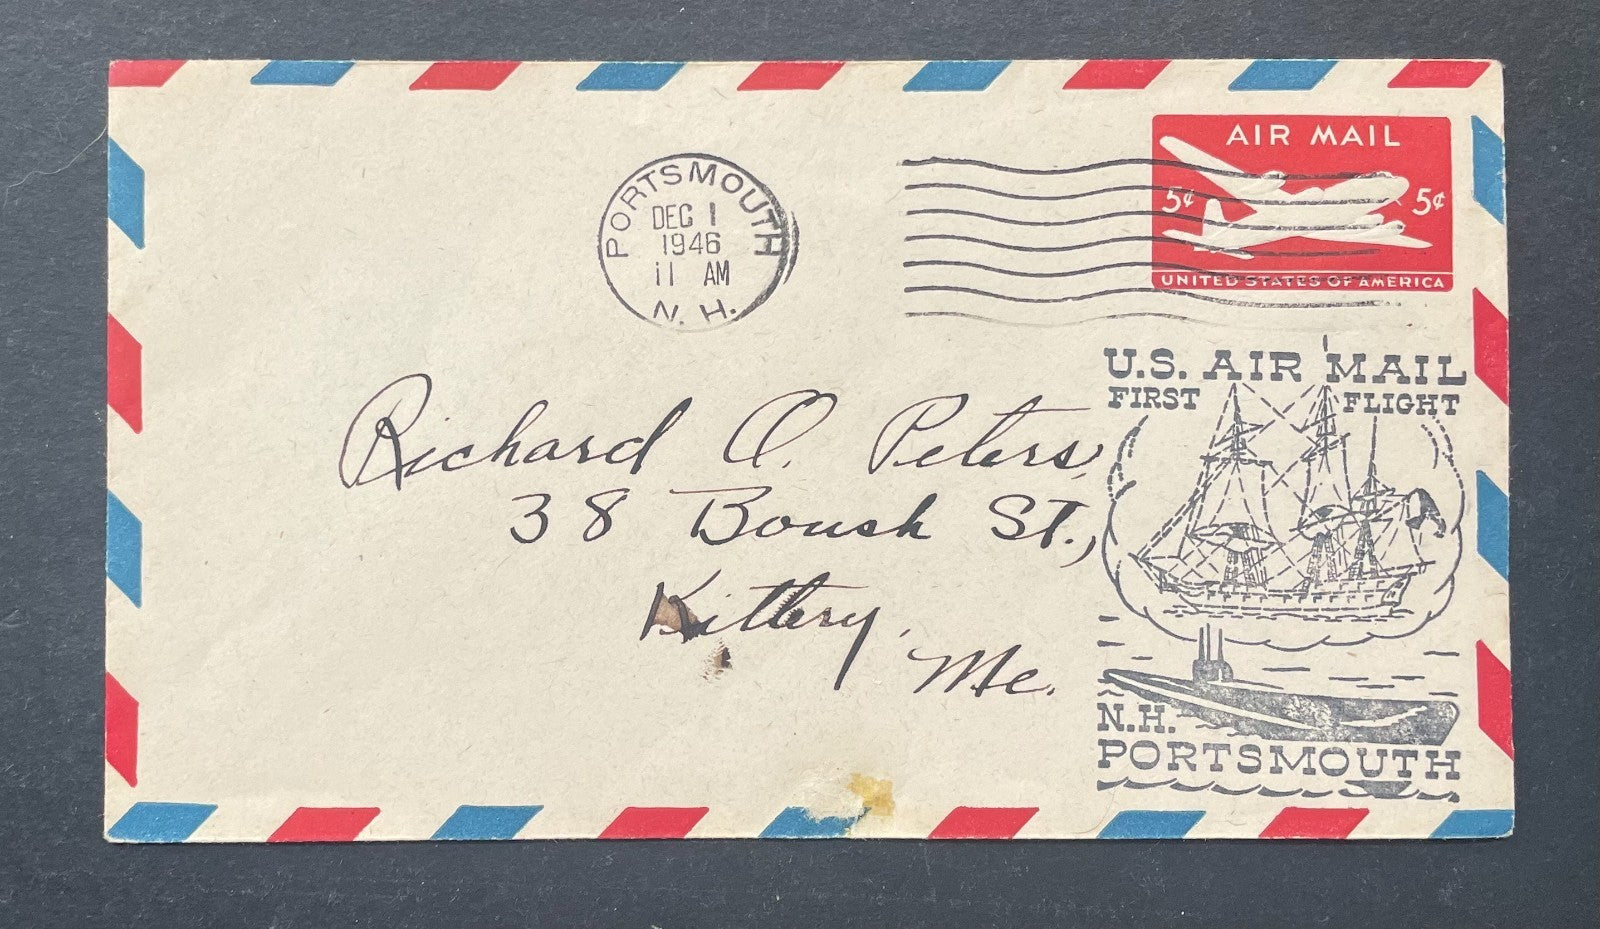 AIR MAIL
5¢ 5¢
UNITED STATES OF AMERICA
PORTSMOUTH
DEC 1
1946
11 AM
N. H.
U.S. AIR MAIL
FIRST FLIGHT
Richard O. Peters,
38 Boush St.,
Kittery,
Me.
N.H.
PORTSMOUTH